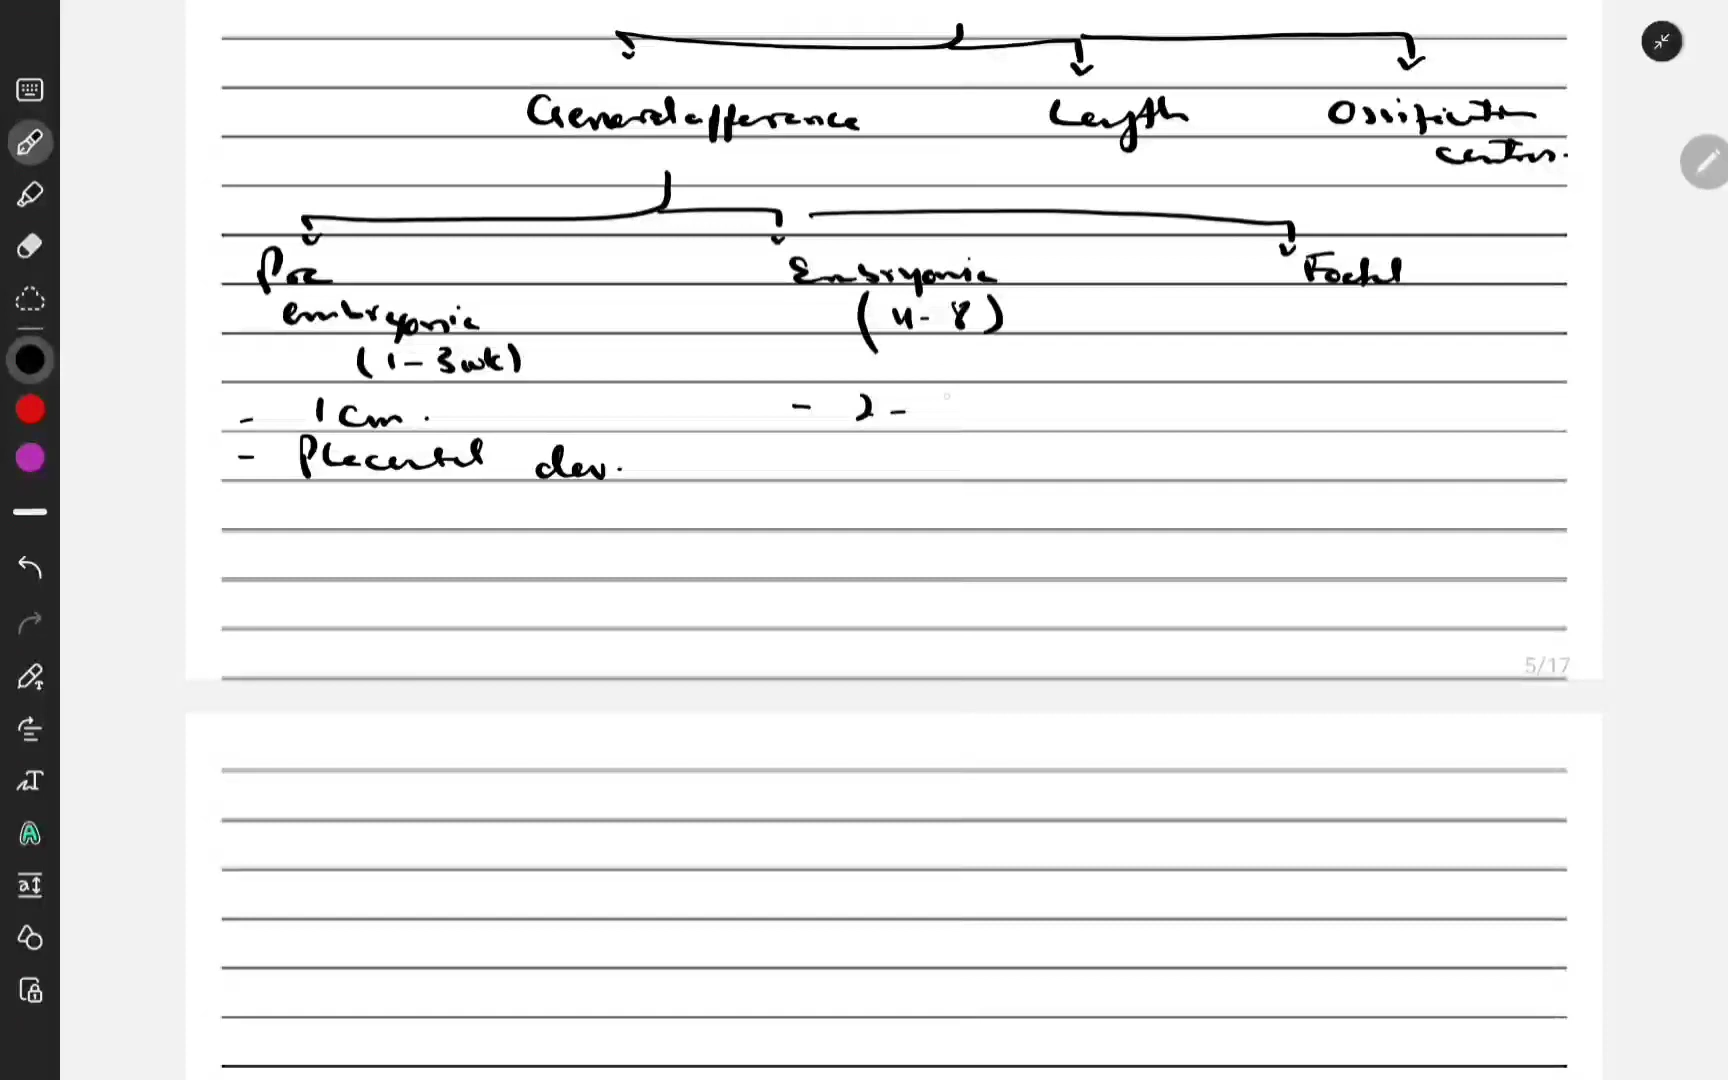 General difference Length Ossification
centres.
Pre Embryonic Foetal
embryonic (4-8)
(1-3wk)
- 1 cm. - 2 -
- Placental dev.
5/17